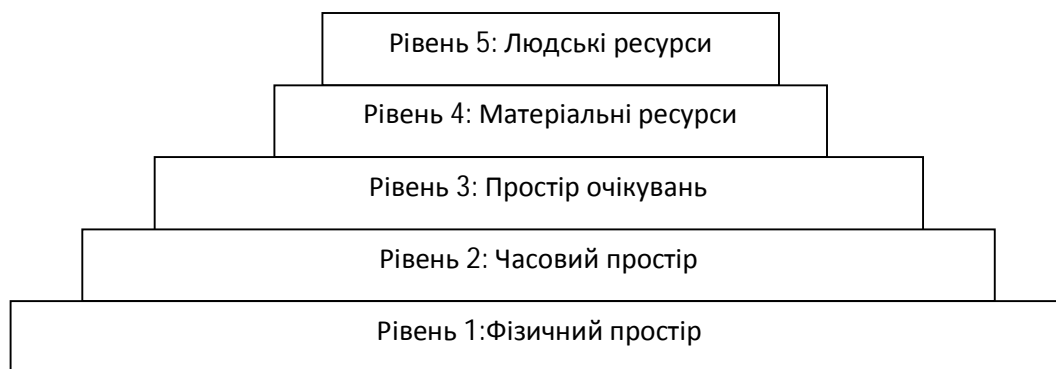 Рівень 5: Людські ресурси
Рівень 4: Матеріальні ресурси
Рівень 3: Простір очікувань
Рівень 2: Часовий простір
Рівень 1:Фізичний простір